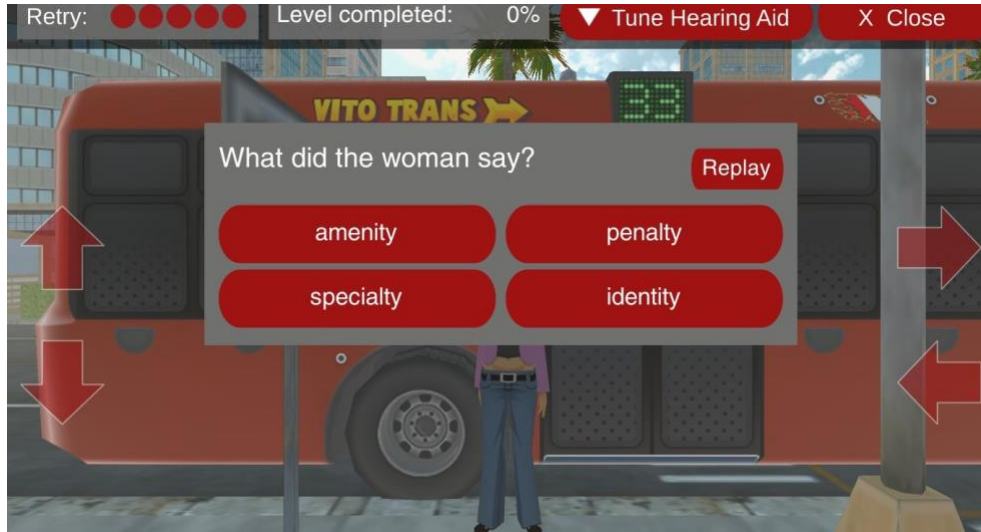 Retry:
Level completed: 0%
▼ Tune Hearing Aid
X Close
VITO TRANS
33
What did the woman say?
Replay
amenity
penalty
specialty
identity